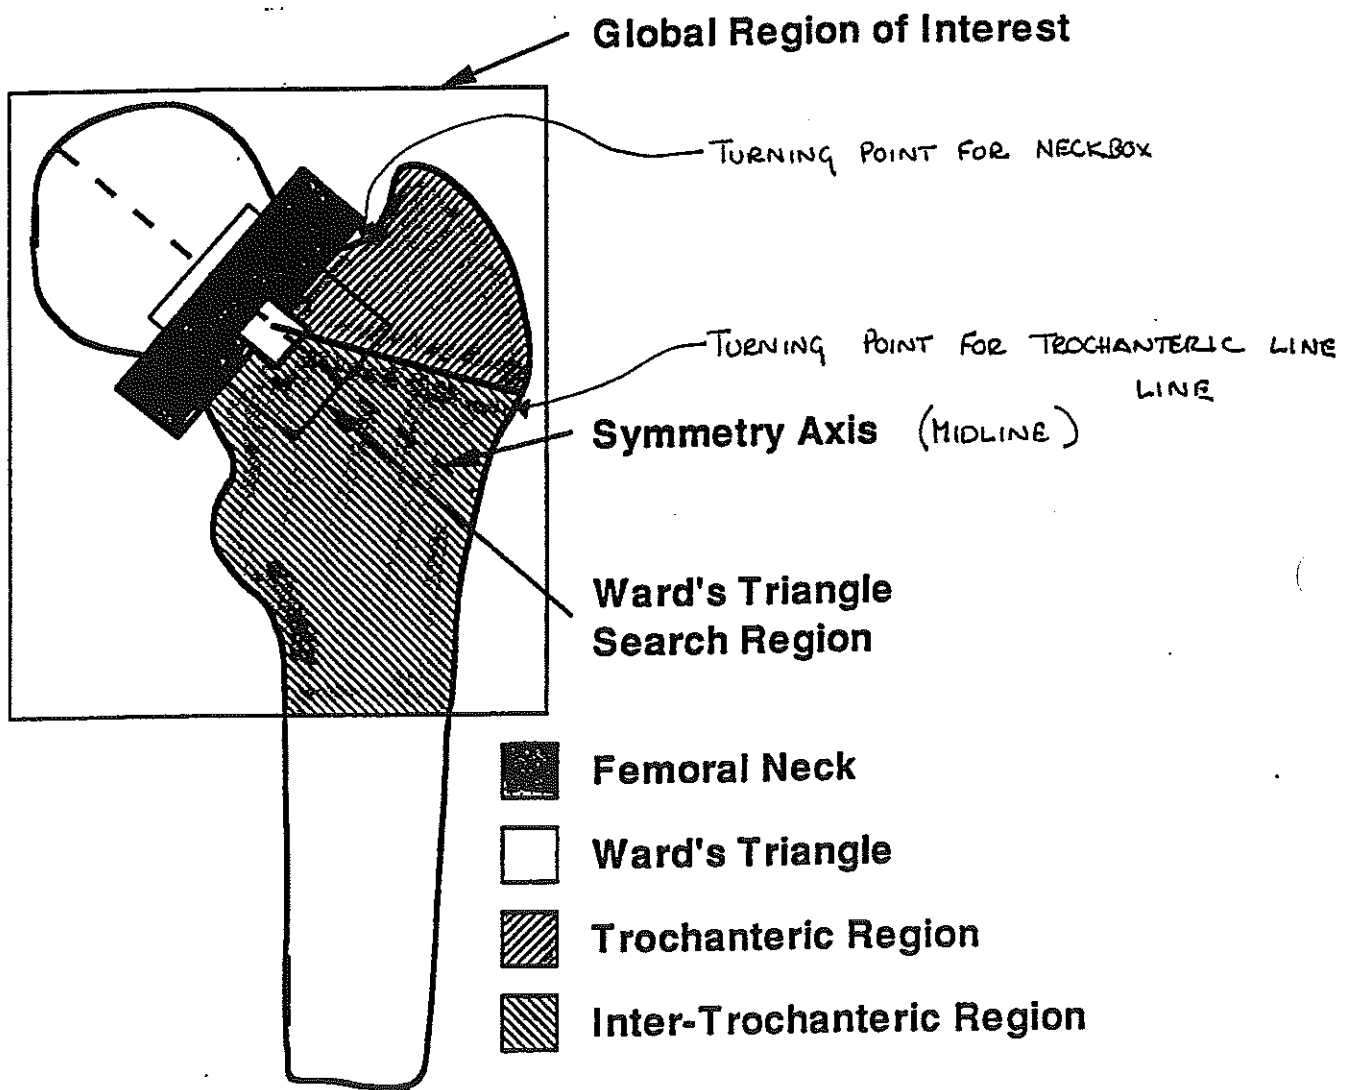 Global Region of Interest
TURNING POINT FOR NECKBOX
TURNING POINT FOR TROCHANTERIC LINE
LINE
Symmetry Axis (MIDLINE)
Ward's Triangle
Search Region
Femoral Neck
Ward's Triangle
Trochanteric Region
Inter-Trochanteric Region